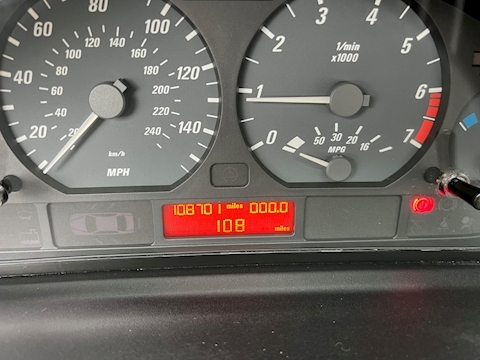 100 120
80
60 80 100 120 140
60 160 120
40 180
40 200 140
20 220
20 240 140
km/h
MPH
3 4 5
2 1/min 6
x1000
1
0 50 30 20 16 7
MPG
108701 miles 000.0
108 miles